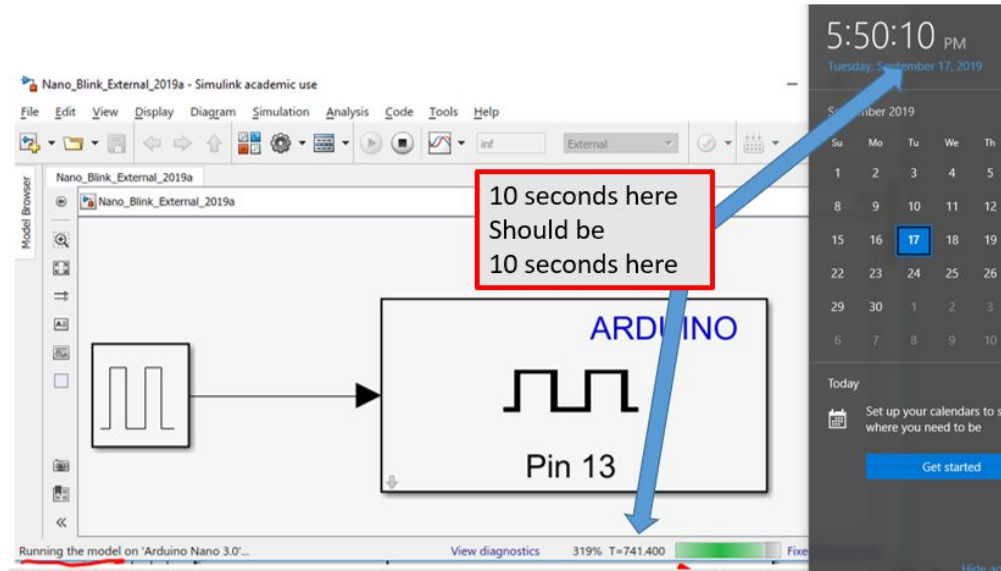 5:50:10 PM
Tuesday, September 17, 2019
Nano_Blink_External_2019a - Simulink academic use
File Edit View Display Diagram Simulation Analysis Code Tools Help
inf External
September 2019
Su Mo Tu We Th
1 2 3 4 5
8 9 10 11 12
15 16 17 18 19
22 23 24 25 26
29 30 1 2 3
6 7 8 9 10
Model Browser
Nano_Blink_External_2019a
Nano_Blink_External_2019a
10 seconds here
Should be
10 seconds here
ARDUINO
Pin 13
Today
Set up your calendars to s
where you need to be
Get started
Running the model on 'Arduino Nano 3.0'...
View diagnostics 319% T=741.400 Fixe
Hide